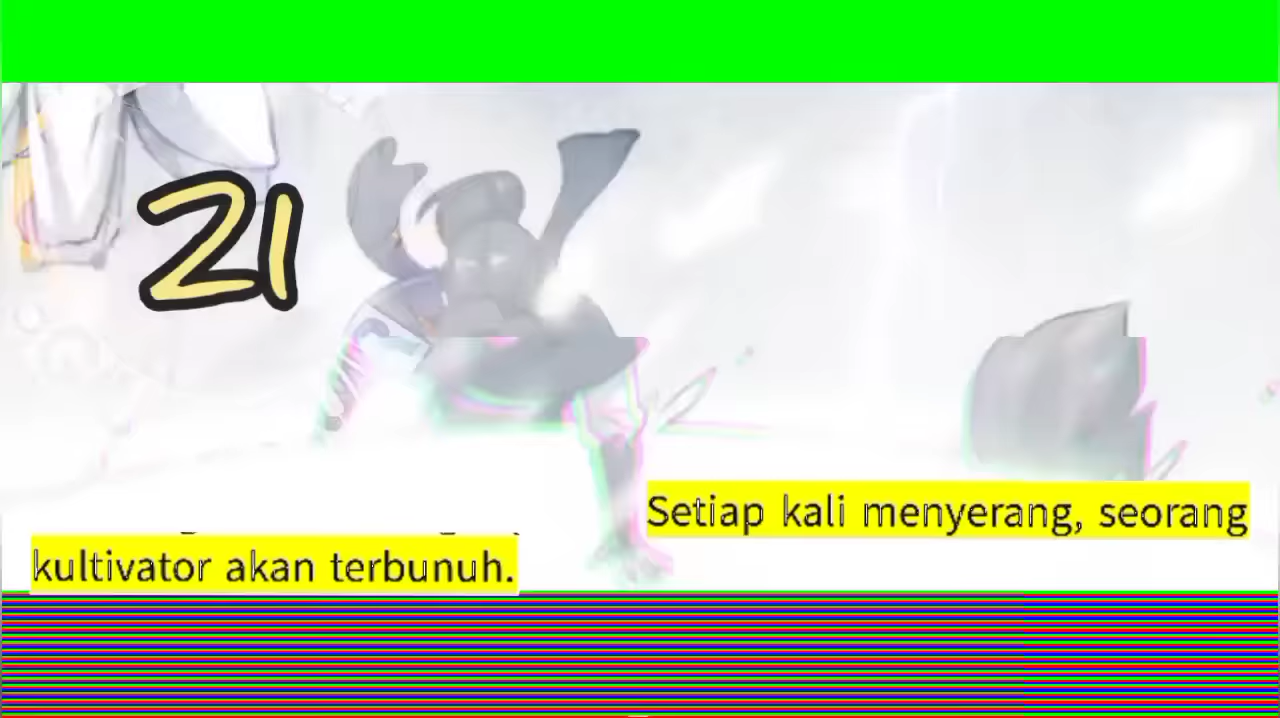 21
Setiap kali menyerang, seorang
kultivator akan terbunuh.